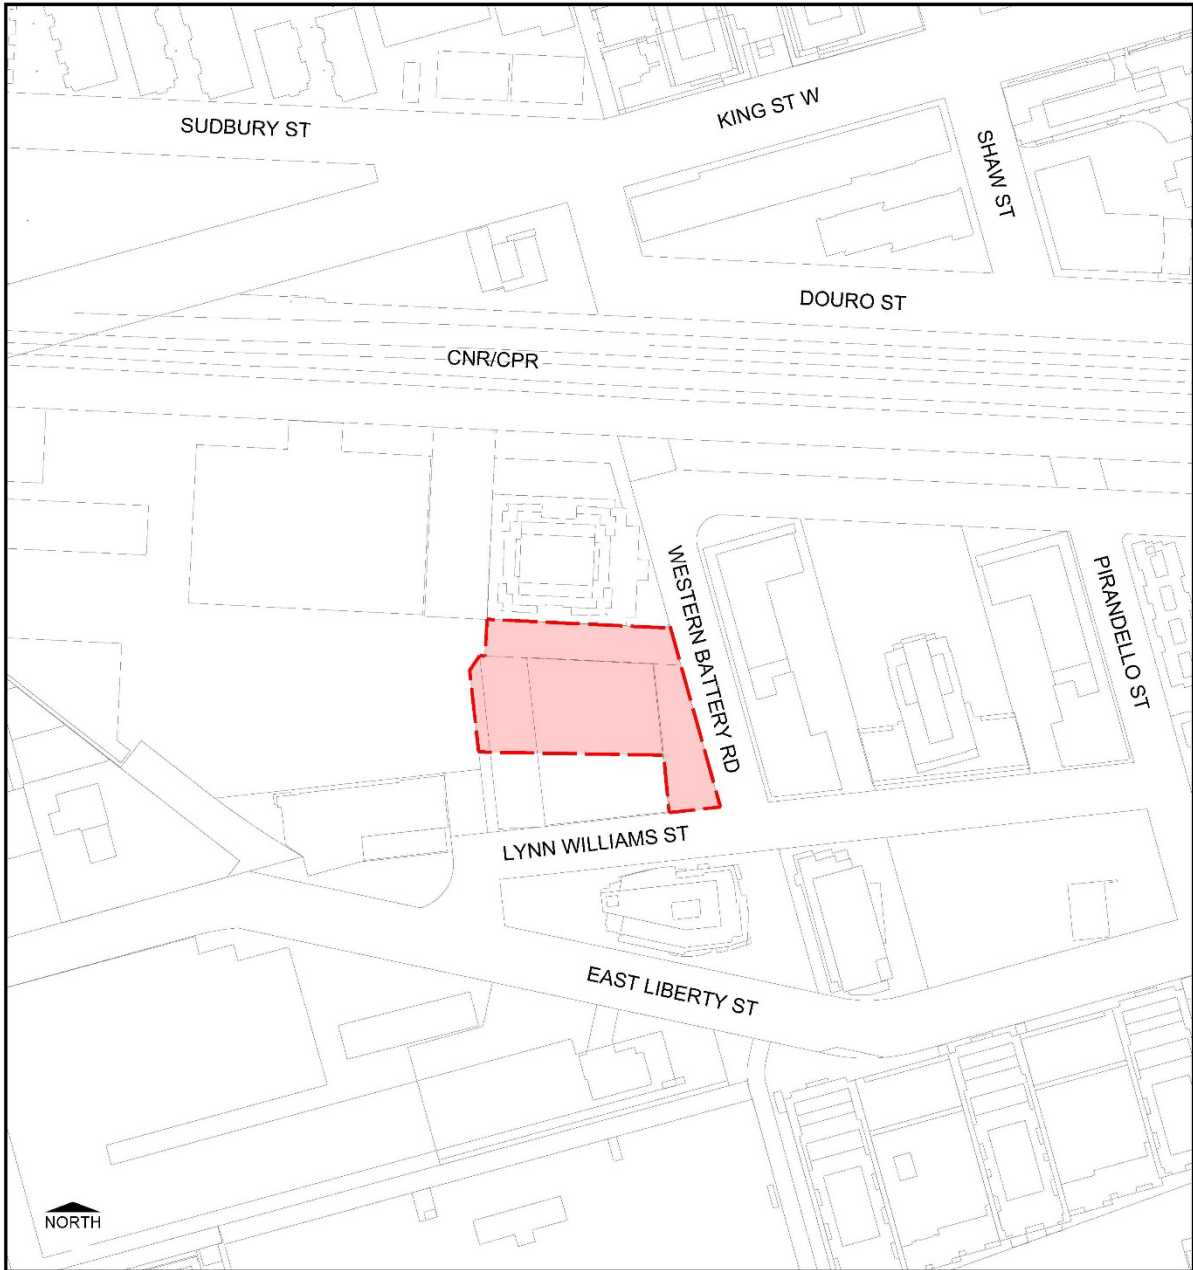 KING ST W
SUDBURY ST
SHAW ST
DOURO ST
CNR/CPR
WESTERN BATTERY RD
PIRANDELLO ST
LYNN WILLIAMS ST
EAST LIBERTY ST
NORTH